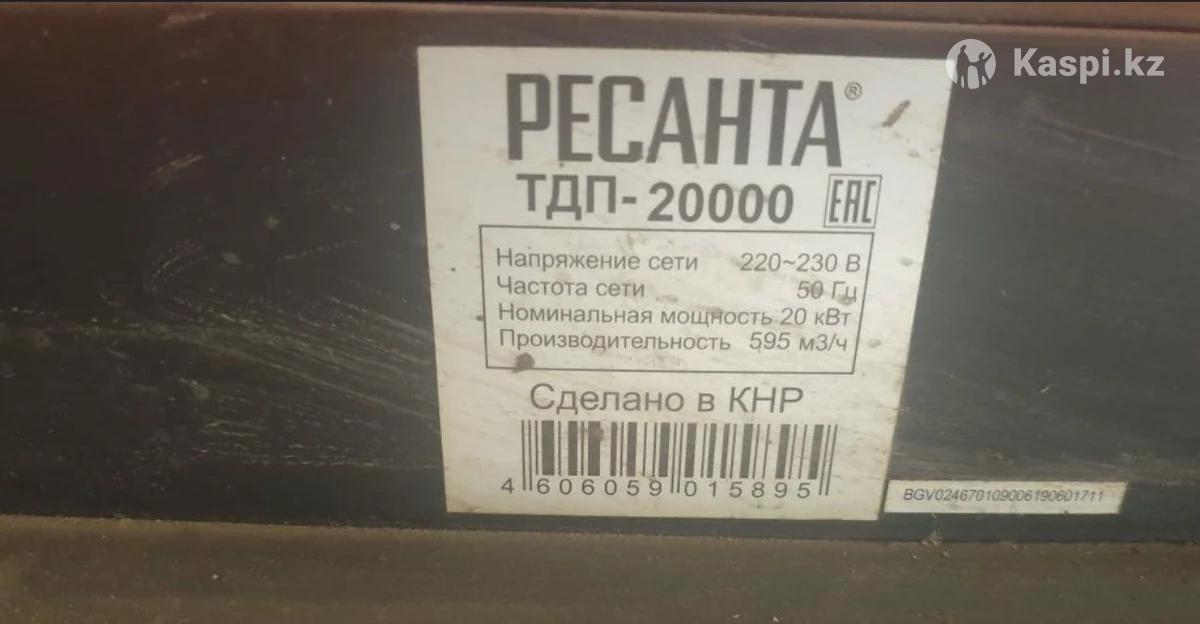 Kaspi.kz
РЕСАНТА®
ТДП-20000 EAC
Напряжение сети 220~230 В
Частота сети 50 Гц
Номинальная мощность 20 кВт
Производительность 595 м3/ч
Сделано в КНР
4 606059 015895
BGV024670109006190601711